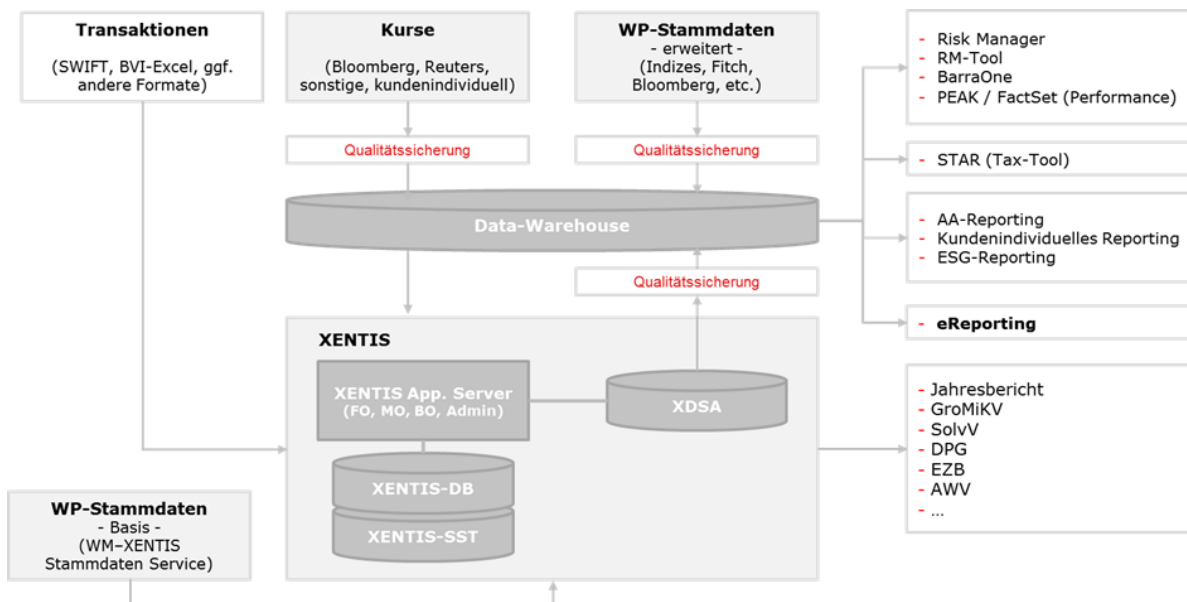 Transaktionen
(SWIFT, BVI-Excel, ggf.
andere Formate)
Kurse
(Bloomberg, Reuters,
sonstige, kundenindividuell)
WP-Stammdaten
- erweitert -
(Indizes, Fitch,
Bloomberg, etc.)
- Risk Manager
- RM-Tool
- BarraOne
- PEAK / FactSet (Performance)
Qualitätssicherung
Qualitätssicherung
- STAR (Tax-Tool)
Data-Warehouse
- AA-Reporting
- Kundenindividuelles Reporting
- ESG-Reporting
Qualitätssicherung
- eReporting
XENTIS
XENTIS App. Server
(FO, MO, BO, Admin)
XDSA
XENTIS-DB
XENTIS-SST
- Jahresbericht
- GroMiKV
- SolvV
- DPG
- EZB
- AWV
- ...
WP-Stammdaten
- Basis -
(WM–XENTIS
Stammdaten Service)